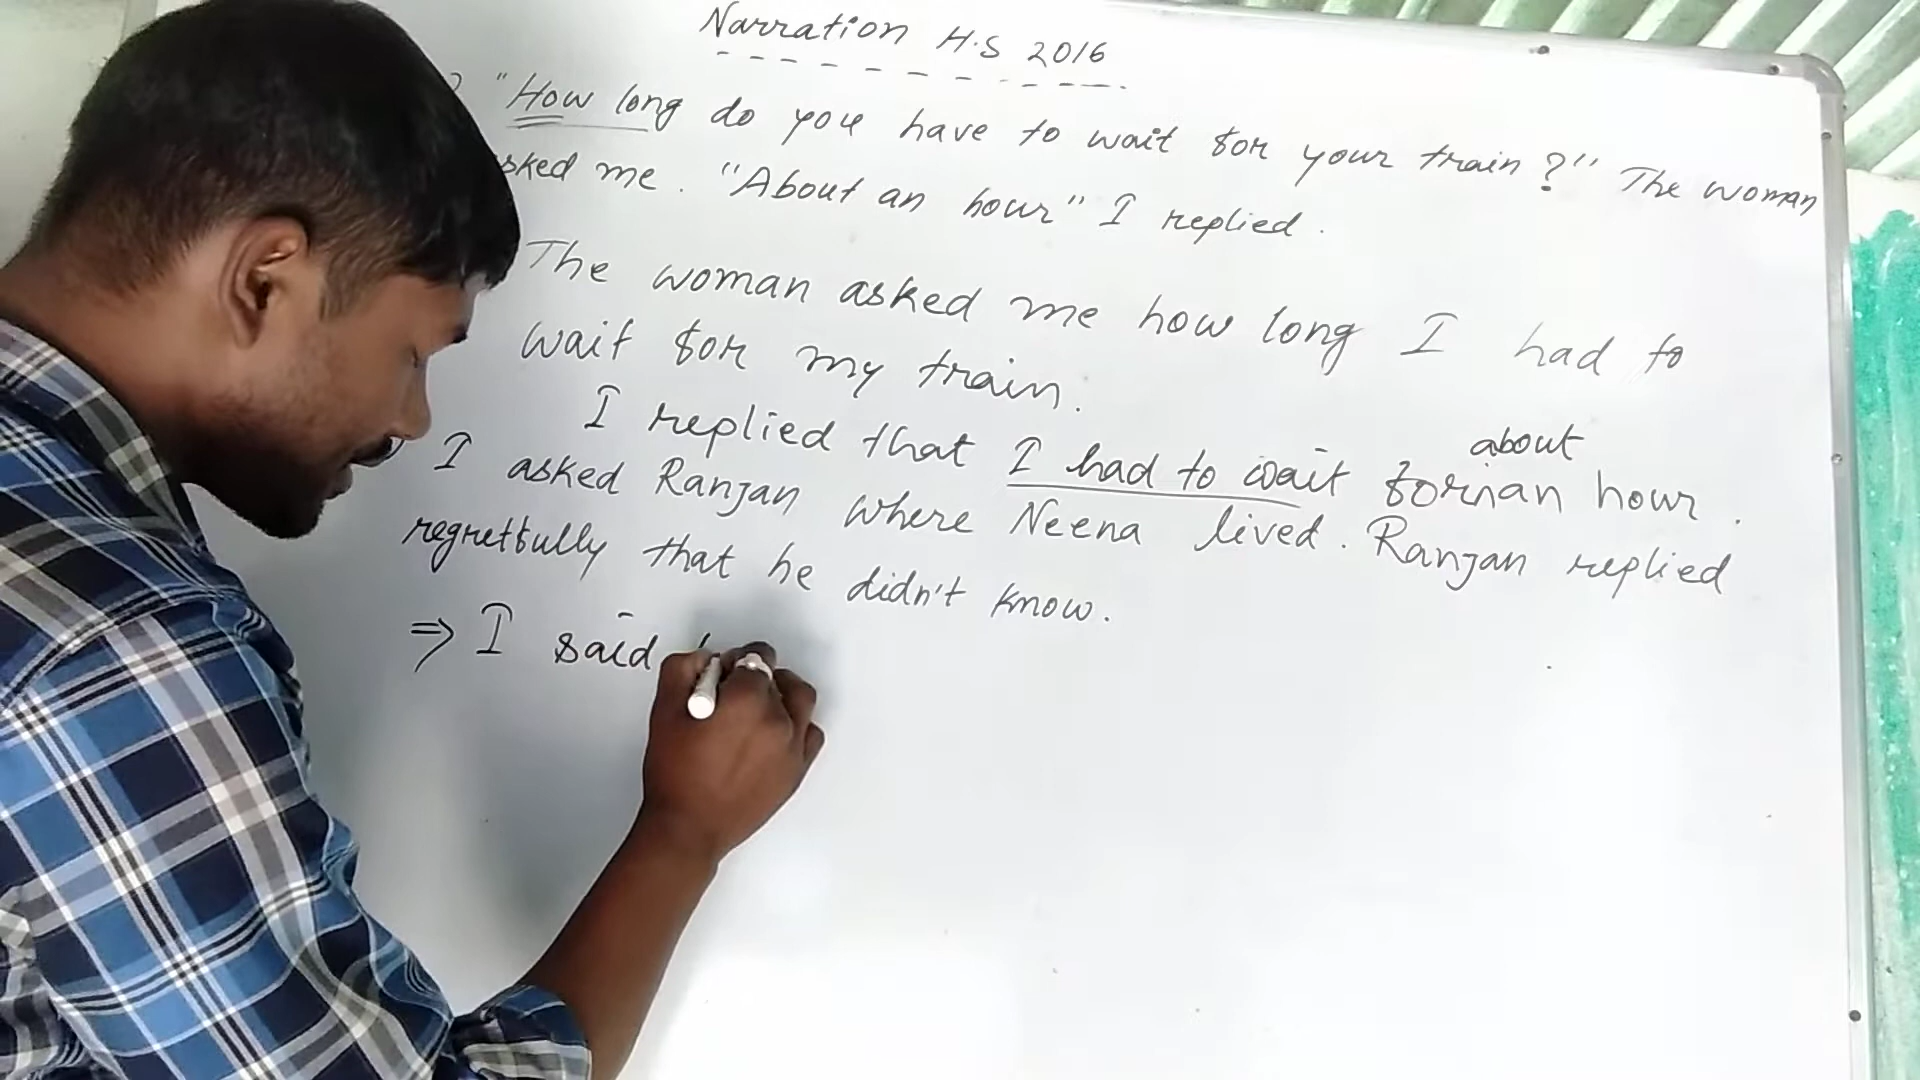 Narration H.S 2016
"How long do you have to wait for your train?" The woman
asked me. "About an hour" I replied.
The woman asked me how long I had to
wait for my train.
about
I replied that I had to wait for an hour.
I asked Ranjan where Neena lived. Ranjan replied
regretfully that he didn't know.
⇒ I said